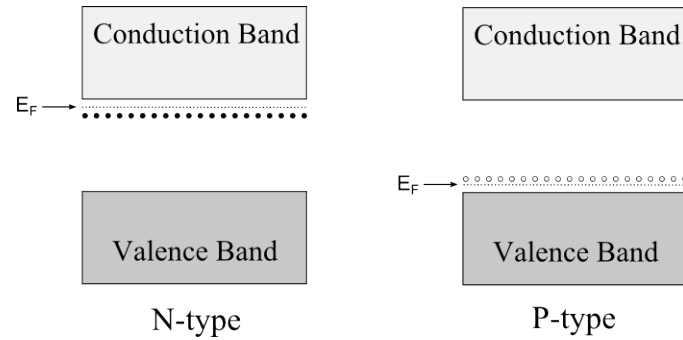 Conduction Band
Conduction Band
E_F
E_F
Valence Band
Valence Band
N-type
P-type